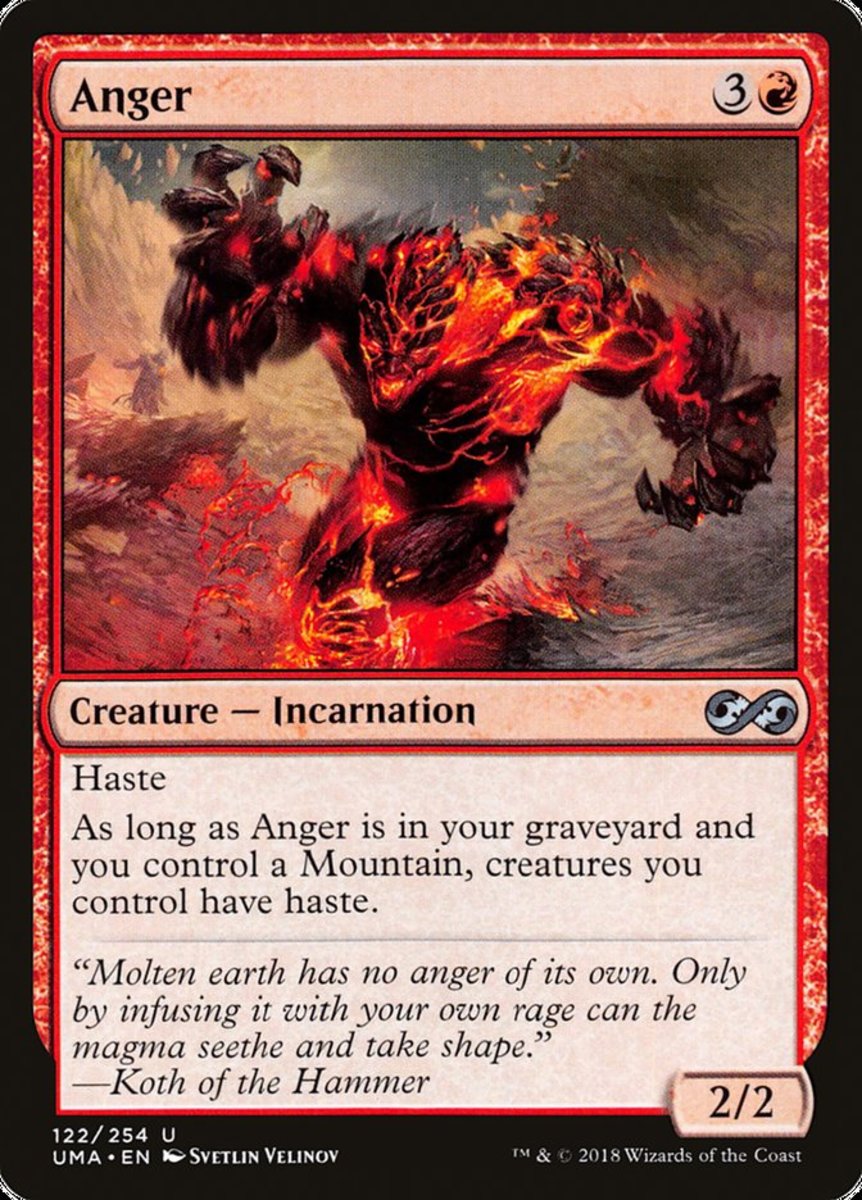 Anger 3
Creature — Incarnation
Haste
As long as Anger is in your graveyard and
you control a Mountain, creatures you
control have haste.
“Molten earth has no anger of its own. Only
by infusing it with your own rage can the
magma seethe and take shape.”
—Koth of the Hammer
2/2
122/254 U
UMA • EN Svetlin Velinov ™ & © 2018 Wizards of the Coast